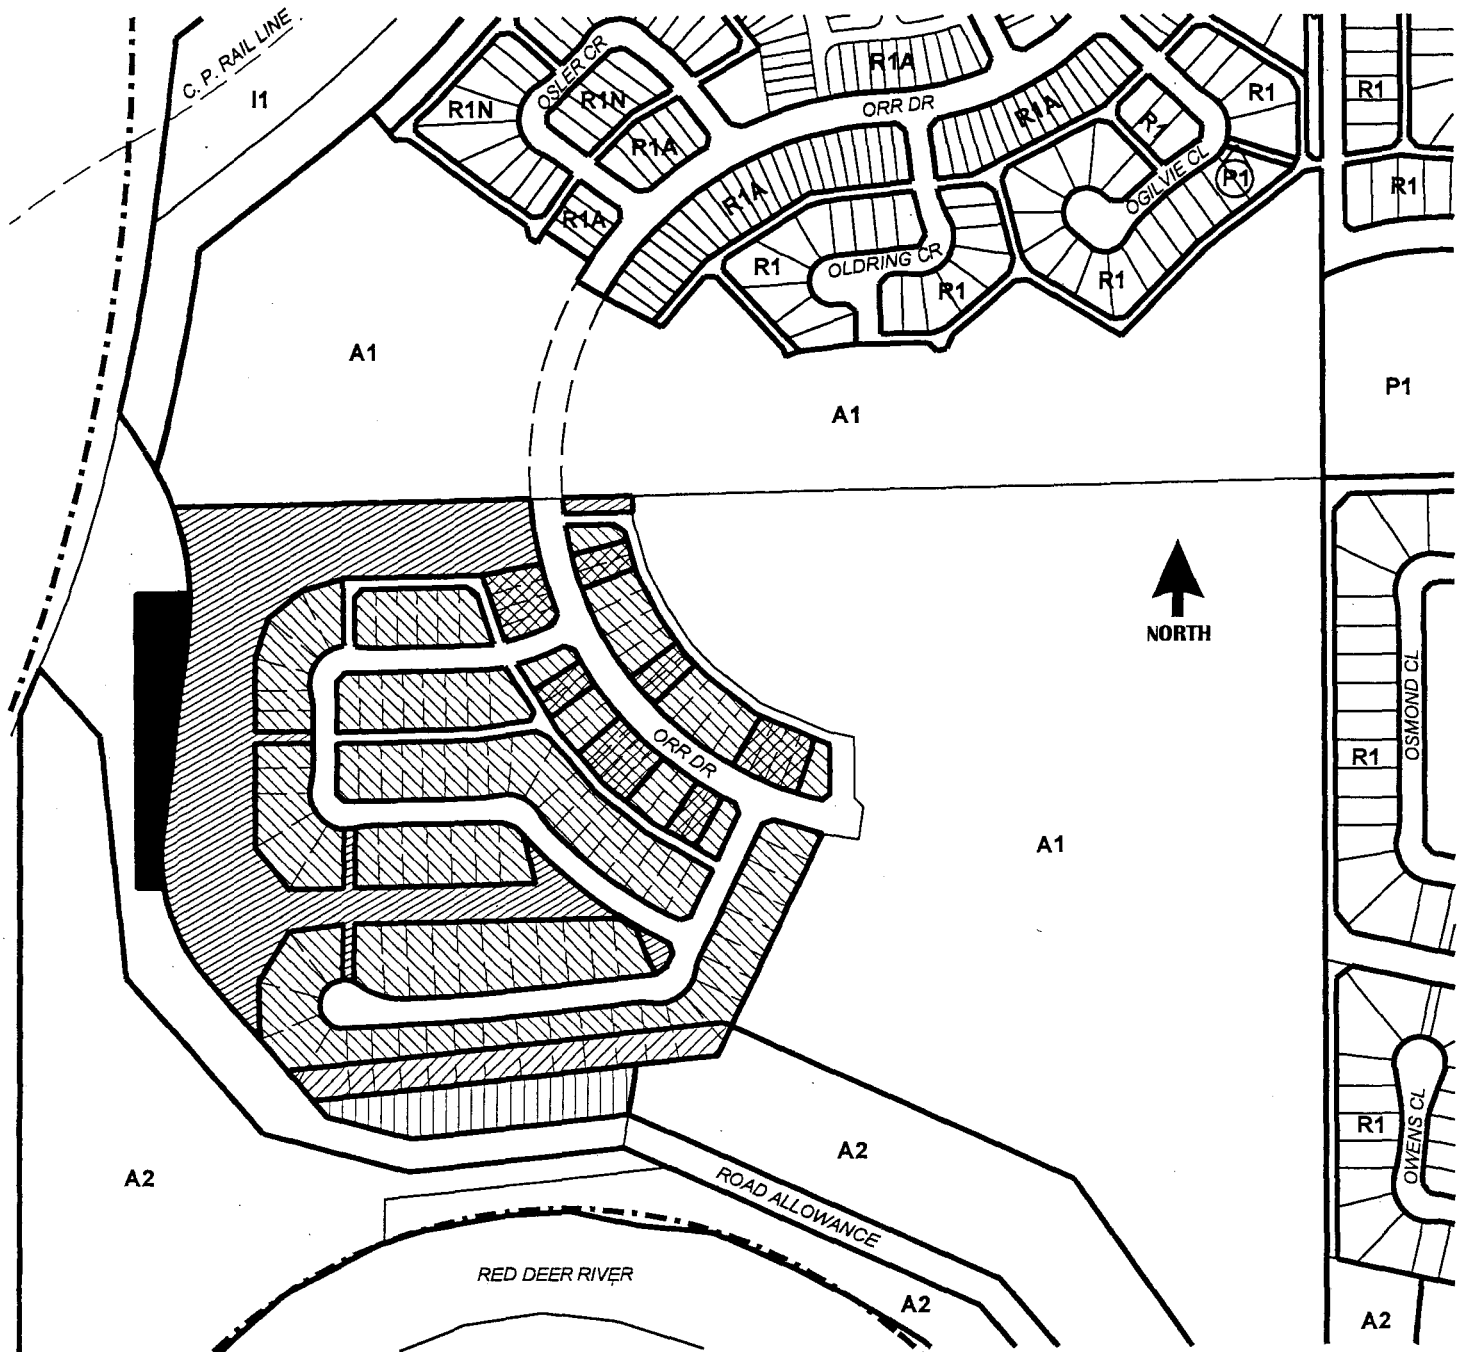 C. P. RAIL LINE
I1
OSLER CR
R1N
R1N
R1A
R1A
R1A
ORR DR
R1A
R1A
R1
R1
OGILVIE CL
P1
R1
R1
R1
OLDRING CR
P1
R1
A1
A1
P1
NORTH
OSMOND CL
R1
ORR DR
A1
R1
OWENS CL
A2
A2
ROAD ALLOWANCE
RED DEER RIVER
A2
A2